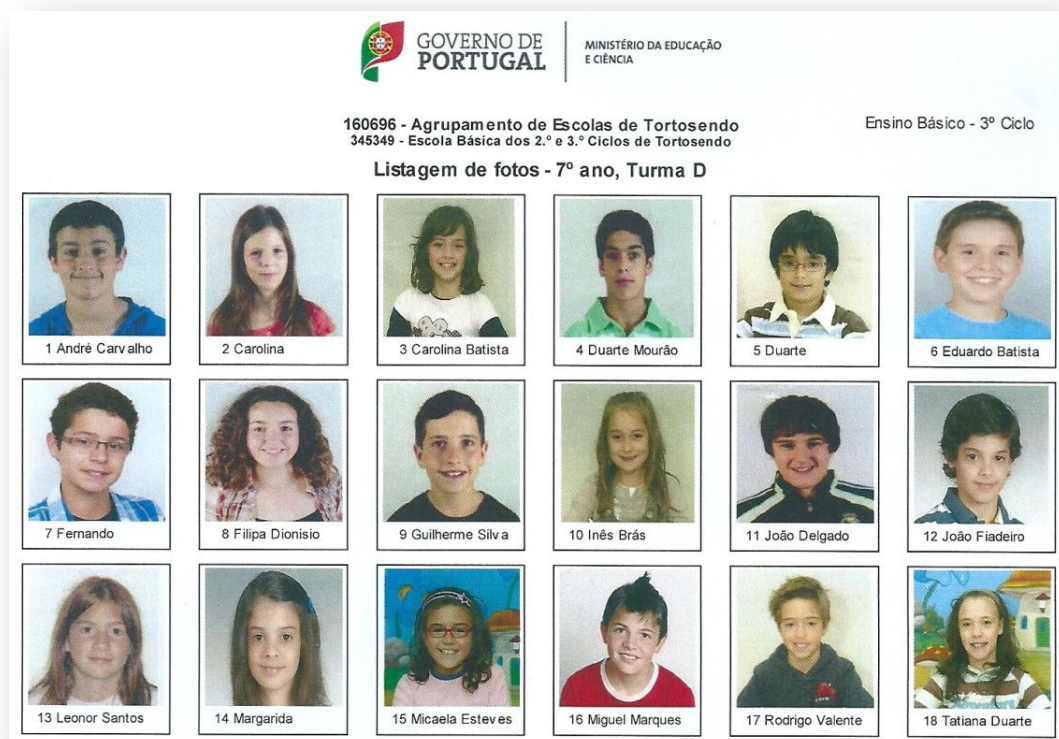 GOVERNO DE
PORTUGAL
MINISTÉRIO DA EDUCAÇÃO
E CIÊNCIA
160696 - Agrupamento de Escolas de Tortosendo
345349 - Escola Básica dos 2.º e 3.º Ciclos de Tortosendo
Ensino Básico - 3º Ciclo
Listagem de fotos - 7º ano, Turma D
1 André Carvalho
2 Carolina
3 Carolina Batista
4 Duarte Mourão
5 Duarte
6 Eduardo Batista
7 Fernando
8 Filipa Dionisio
9 Guilherme Silva
10 Inês Brás
11 João Delgado
12 João Fiadeiro
13 Leonor Santos
14 Margarida
15 Micaela Esteves
16 Miguel Marques
17 Rodrigo Valente
18 Tatiana Duarte